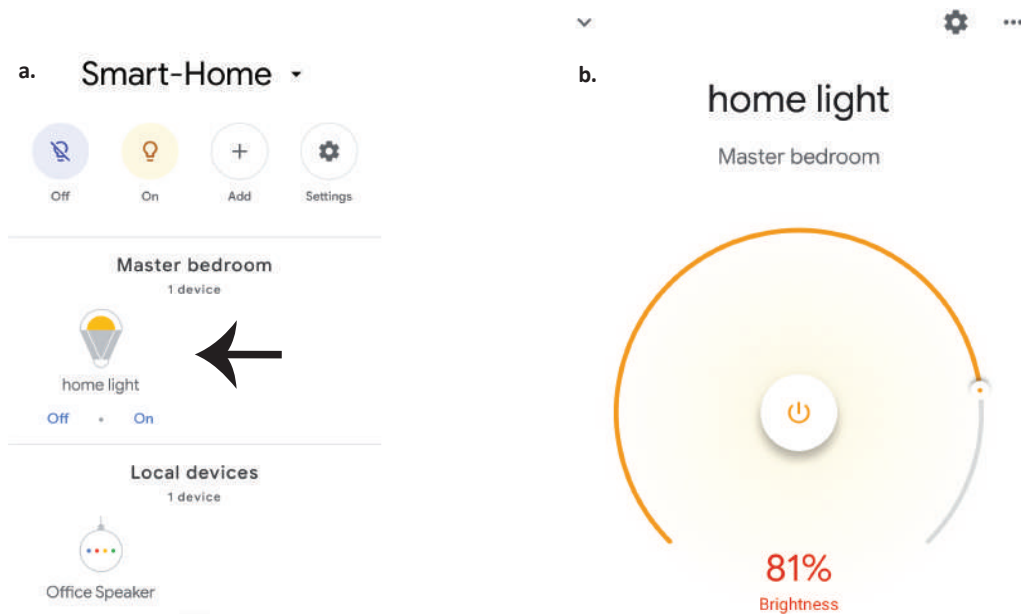 a.
Smart-Home
Off
On
Add
Settings
Master bedroom
1 device
home light
Off • On
Local devices
1 device
Office Speaker
b.
home light
Master bedroom
81%
Brightness